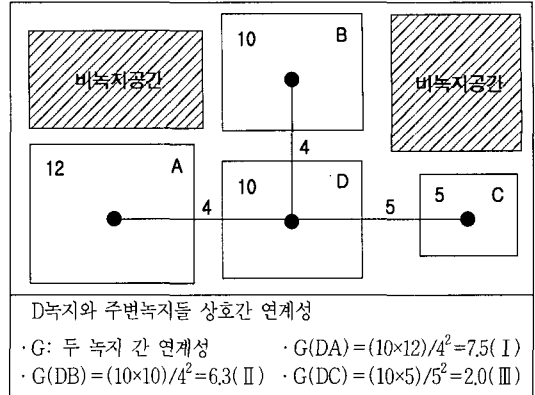 10 B
비녹지공간
비녹지공간
4
12 A
10 D
5 C
4
5
D녹지와 주변녹지들 상호간 연계성
· G: 두 녹지 간 연계성 · G(DA)=(10×12)/4²=7.5(Ⅰ)
· G(DB)=(10×10)/4²=6.3(Ⅱ) · G(DC)=(10×5)/5²=2.0(Ⅲ)